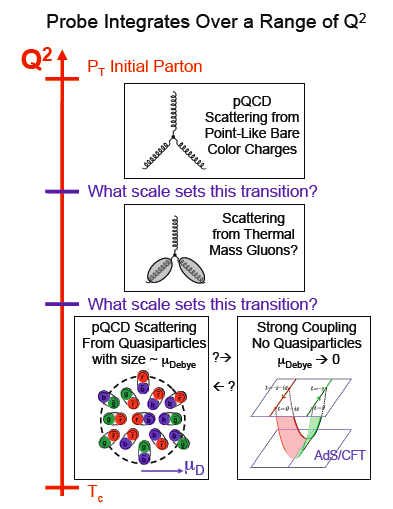 Probe Integrates Over a Range of Q²
Q²
P_T Initial Parton
pQCD
Scattering from
Point-Like Bare
Color Charges
What scale sets this transition?
Scattering
from Thermal
Mass Gluons?
What scale sets this transition?
pQCD Scattering
From Quasiparticles
with size ~ μ_Debye
μ_D
?→
←?
Strong Coupling
No Quasiparticles
μ_Debye → 0
AdS/CFT
T_c